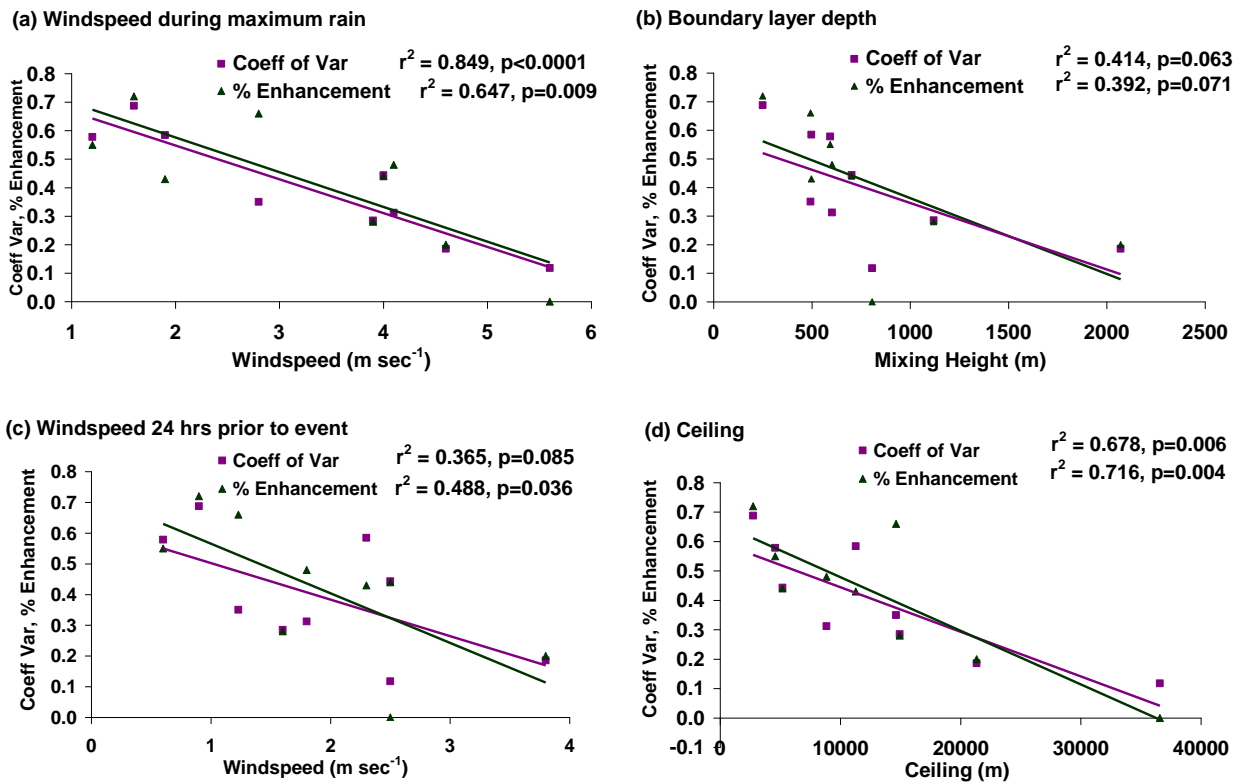 (a) Windspeed during maximum rain
Coeff of Var r² = 0.849, p<0.0001
% Enhancement r² = 0.647, p=0.009
Coeff Var, % Enhancement
0.8
0.7
0.6
0.5
0.4
0.3
0.2
0.1
0.0
1 2 3 4 5 6
Windspeed (m sec⁻¹)
(b) Boundary layer depth
Coeff of Var r² = 0.414, p=0.063
% Enhancement r² = 0.392, p=0.071
Coeff Var, % Enhancement
0.8
0.7
0.6
0.5
0.4
0.3
0.2
0.1
0.0
0 500 1000 1500 2000 2500
Mixing Height (m)
(c) Windspeed 24 hrs prior to event
Coeff of Var r² = 0.365, p=0.085
% Enhancement r² = 0.488, p=0.036
Coeff Var, % Enhancement
0.8
0.7
0.6
0.5
0.4
0.3
0.2
0.1
0.0
0 1 2 3 4
Windspeed (m sec⁻¹)
(d) Ceiling
Coeff of Var r² = 0.678, p=0.006
% Enhancement r² = 0.716, p=0.004
Coeff Var, % Enhancement
0.8
0.7
0.6
0.5
0.4
0.3
0.2
0.1
0.0
-0.1
0 10000 20000 30000 40000
Ceiling (m)